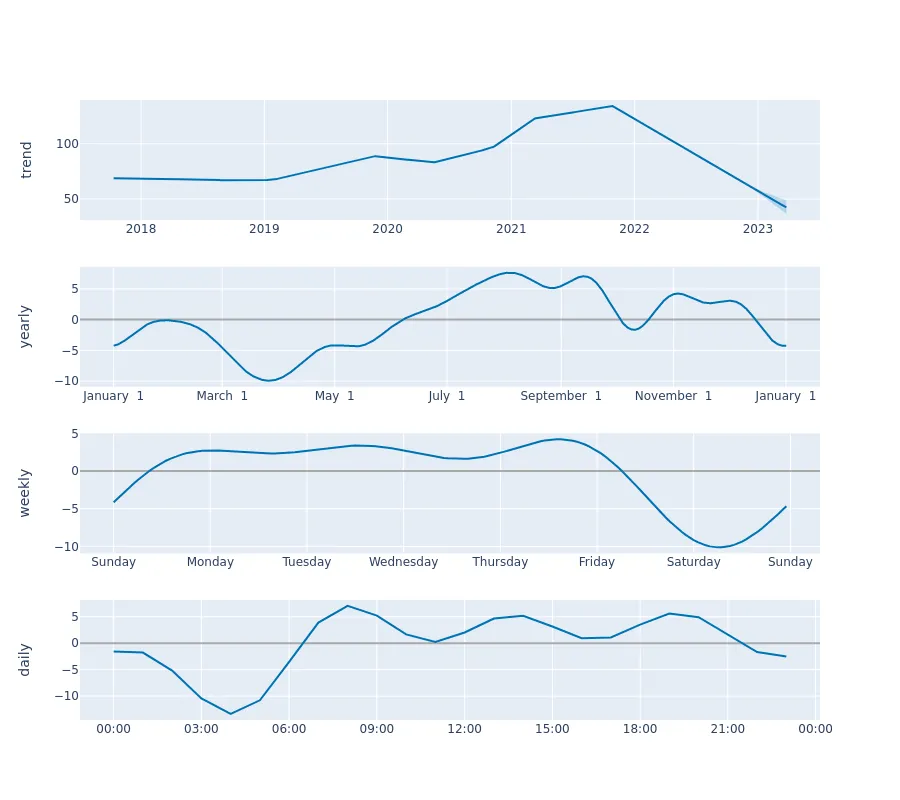 trend
100
50
2018 2019 2020 2021 2022 2023
yearly
5
0
−5
−10
January 1 March 1 May 1 July 1 September 1 November 1 January 1
weekly
5
0
−5
−10
Sunday Monday Tuesday Wednesday Thursday Friday Saturday Sunday
daily
5
0
−5
−10
00:00 03:00 06:00 09:00 12:00 15:00 18:00 21:00 00:00